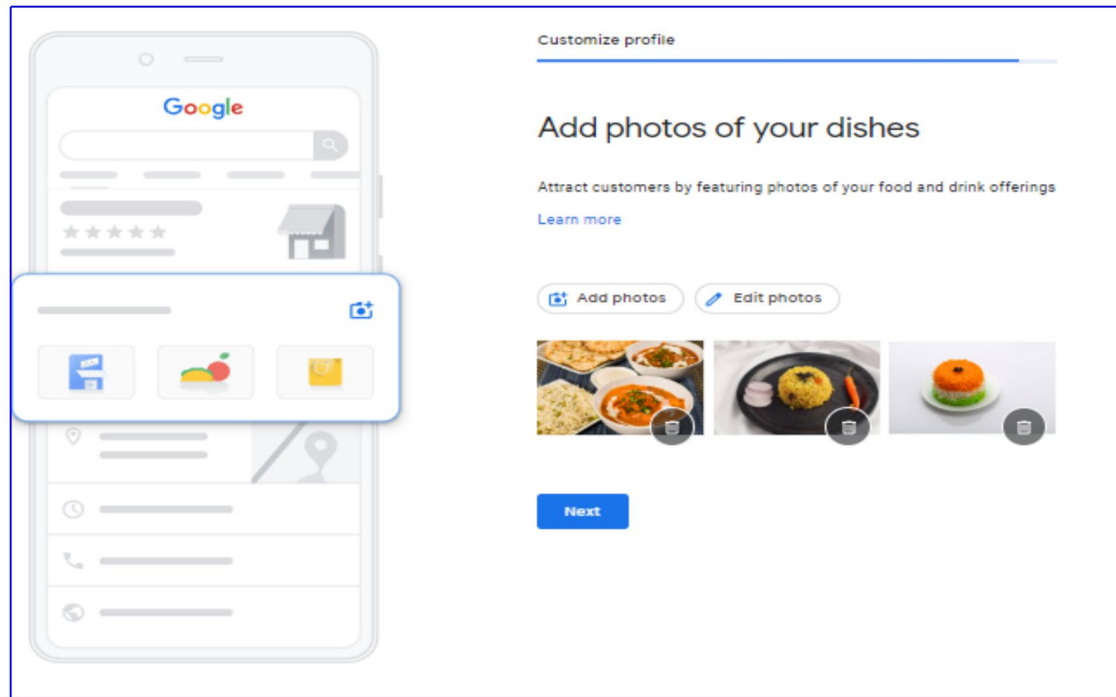 Google
Customize profile
Add photos of your dishes
Attract customers by featuring photos of your food and drink offerings
Learn more
Add photos
Edit photos
Next